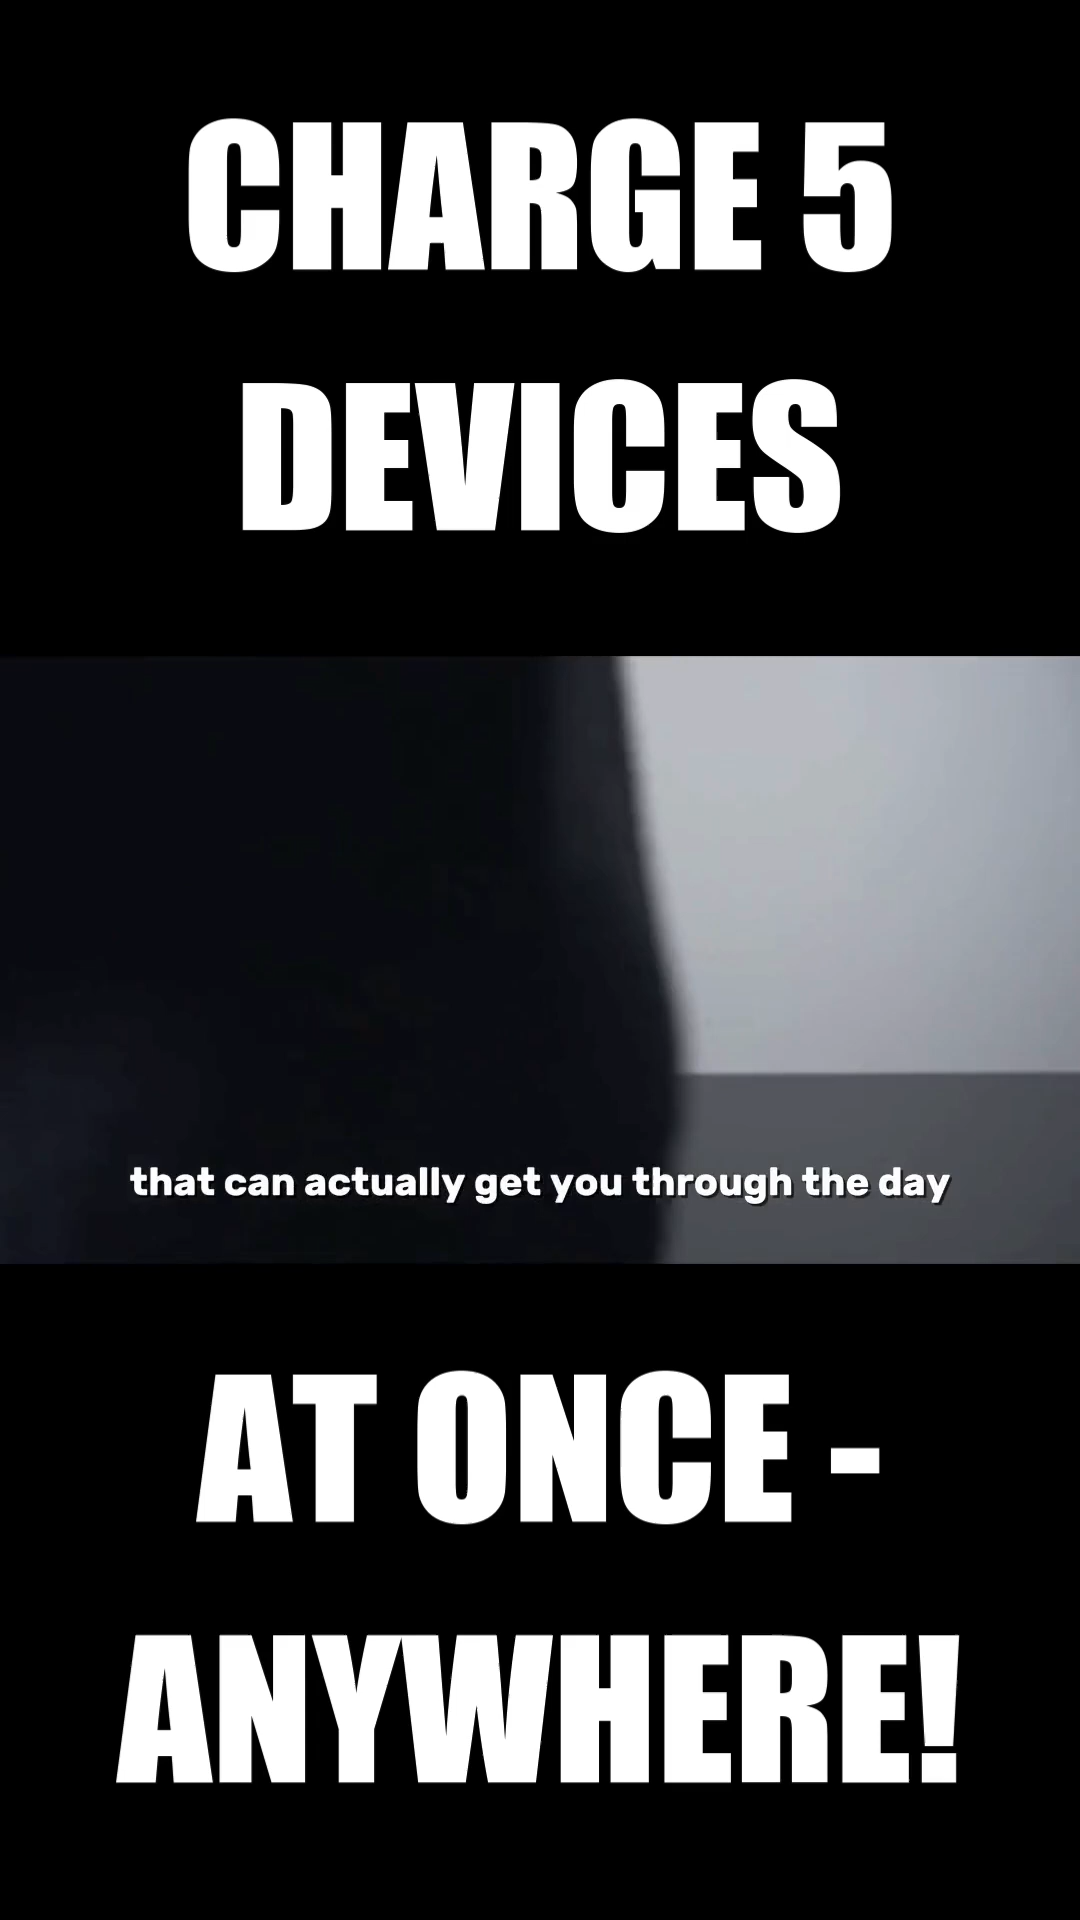 CHARGE 5
DEVICES
that can actually get you through the day
AT ONCE -
ANYWHERE!